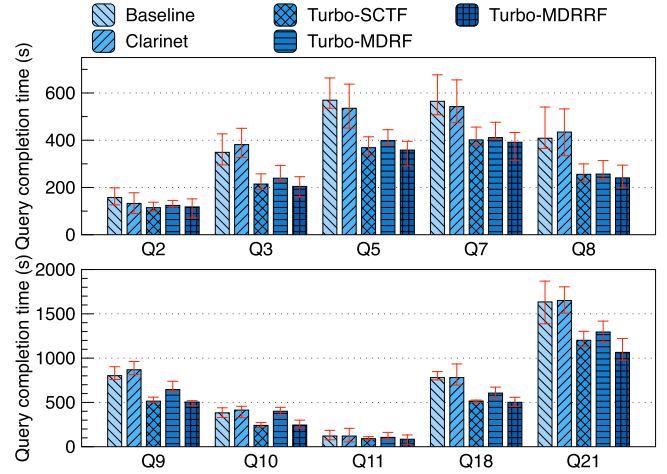 Baseline
Clarinet
Turbo-SCTF
Turbo-MDRF
Turbo-MDRRF
Query completion time (s)
600
400
200
0
Q2 Q3 Q5 Q7 Q8
Query completion time (s)
2000
1500
1000
500
0
Q9 Q10 Q11 Q18 Q21